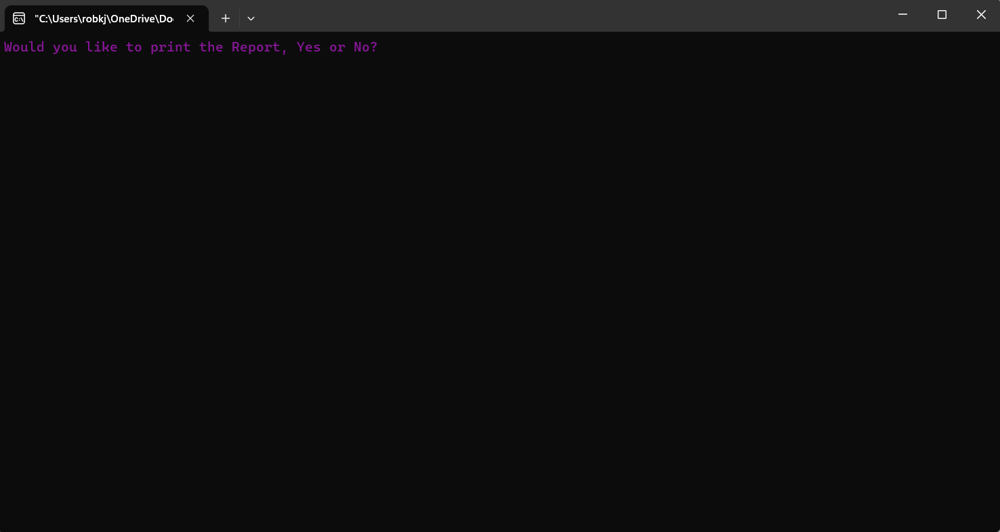 "C:\Users\robkj\OneDrive\Do
Would you like to print the Report, Yes or No?